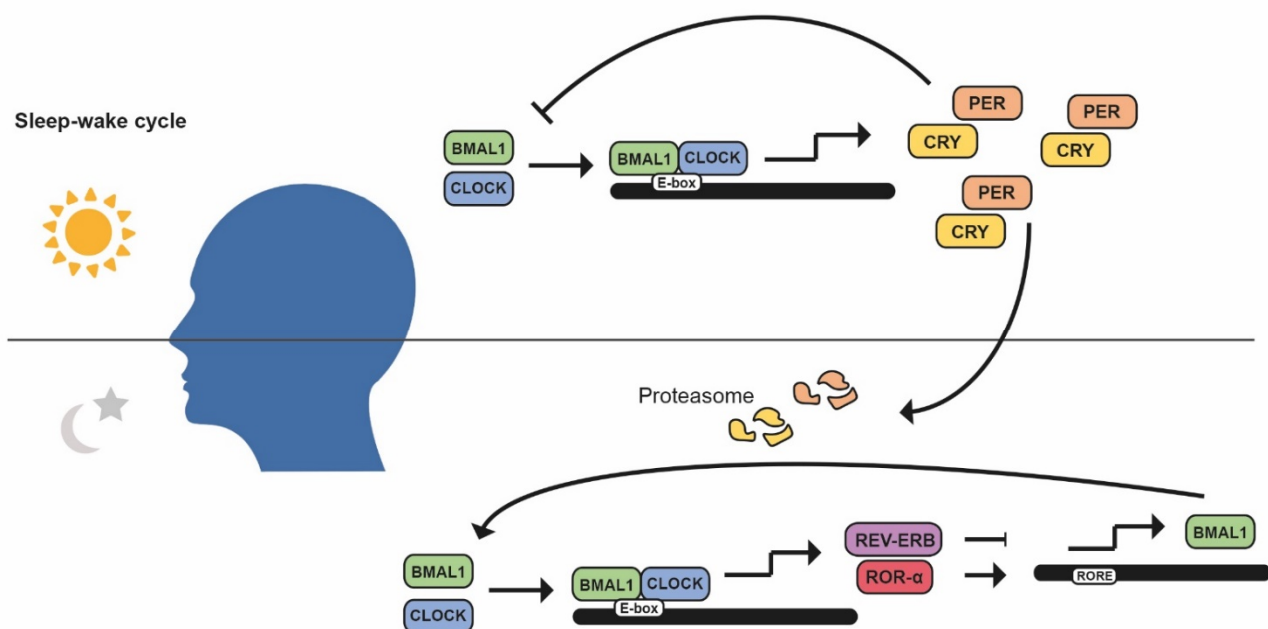 Sleep-wake cycle
BMAL1
CLOCK
BMAL1 CLOCK
E-box
PER
CRY
PER
CRY
PER
CRY
Proteasome
BMAL1
CLOCK
BMAL1 CLOCK
E-box
REV-ERB
ROR-α
BMAL1
RORE